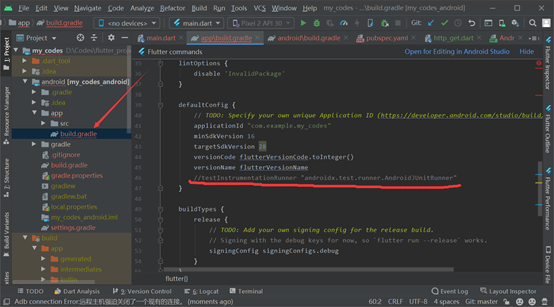 File Edit View Navigate Code Analyze Refactor Build Run Tools VCS Window Help my_codes - ...\build.gradle
app build.gradle <no devices> main.dart Pixel 2 API 30
Project
main.dart app\build.gradle androidx pubspec.yaml http_get.dart Andr
Flutter commands Open for Editing in Android Studio Hide
my_codes D:\Code\flutter
.dart_tool
.idea
android [my_codes_android]
.gradle
.idea
app
src
build.gradle
gradle
.gitignore
build.gradle
gradle.properties
gradlew
gradlew.bat
local.properties
my_codes_android.iml
settings.gradle
build
app
generated
intermediates
lintOptions {
disable 'InvalidPackage'
}
defaultConfig {
// TODO: Specify your own unique Application ID (https://developer.android.com/studio/build
applicationId "com.example.my_codes"
minSdkVersion 16
targetSdkVersion 28
versionCode flutterVersionCode.toInteger()
versionName flutterVersionName
//testInstrumentationRunner "androidx.test.runner.AndroidJUnitRunner"
}
buildTypes {
release {
// TODO: Add your own signing config for the release build.
// Signing with the debug keys for now, so `flutter run --release` works.
signingConfig signingConfigs.debug
}
flutter{}
1: Project
Resource Manager
Z: Structure
Build Variants
Flutter Inspector
Flutter Outline
Flutter Performance
Device File
TODO Dart Analysis 9: Version Control 6: Logcat Terminal Event Log Layout Inspector
Adb connection Error:远程主机强迫关闭了一个现有的连接。 (moments ago) 60:2 CRLF UTF-8 4 spaces Git: master